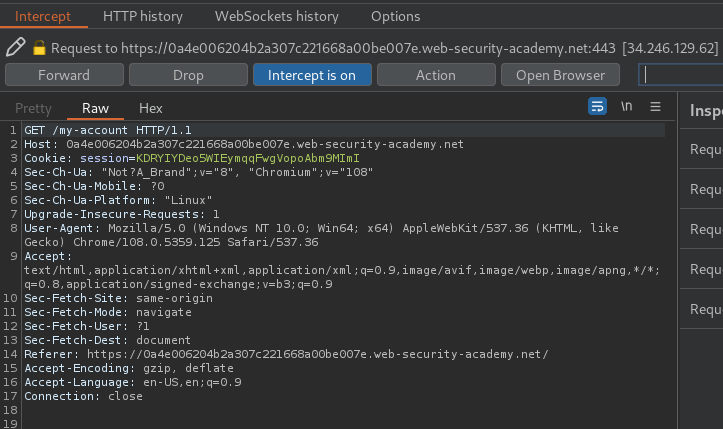 Intercept HTTP history WebSockets history Options
Request to https://0a4e006204b2a307c221668a00be007e.web-security-academy.net:443 [34.246.129.62]
Forward Drop Intercept is on Action Open Browser
Pretty Raw Hex \n Inspe
1 GET /my-account HTTP/1.1
2 Host: 0a4e006204b2a307c221668a00be007e.web-security-academy.net
3 Cookie: session=KDRYIYDeo5WIEymqqFwgVopoAbm9MImI
4 Sec-Ch-Ua: "Not?A_Brand";v="8", "Chromium";v="108"
5 Sec-Ch-Ua-Mobile: ?0
6 Sec-Ch-Ua-Platform: "Linux"
7 Upgrade-Insecure-Requests: 1
8 User-Agent: Mozilla/5.0 (Windows NT 10.0; Win64; x64) AppleWebKit/537.36 (KHTML, like
Gecko) Chrome/108.0.5359.125 Safari/537.36
9 Accept:
text/html,application/xhtml+xml,application/xml;q=0.9,image/avif,image/webp,image/apng,*/*;
q=0.8,application/signed-exchange;v=b3;q=0.9
10 Sec-Fetch-Site: same-origin
11 Sec-Fetch-Mode: navigate
12 Sec-Fetch-User: ?1
13 Sec-Fetch-Dest: document
14 Referer: https://0a4e006204b2a307c221668a00be007e.web-security-academy.net/
15 Accept-Encoding: gzip, deflate
16 Accept-Language: en-US,en;q=0.9
17 Connection: close
18
19
Requ
Requ
Requ
Requ
Requ